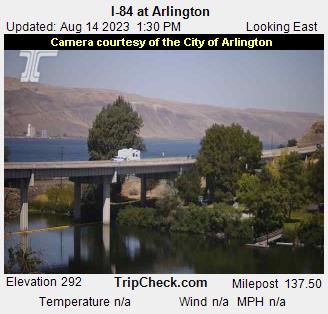 I-84 at Arlington
Updated: Aug 14 2023 1:30 PM Looking East
Camera courtesy of the City of Arlington
Elevation 292 TripCheck.com Milepost 137.50
Temperature n/a Wind n/a MPH n/a